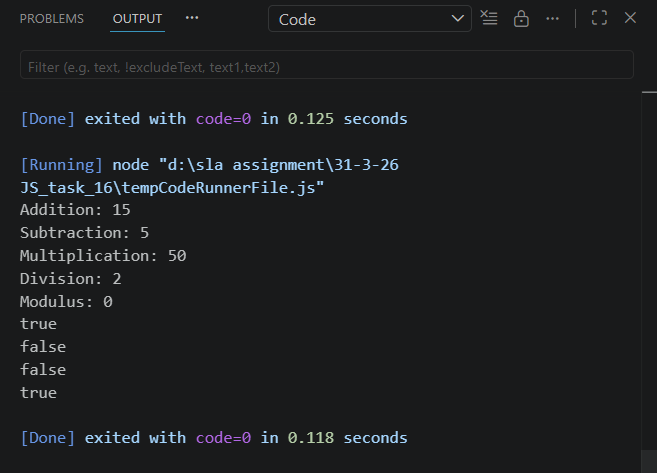 PROBLEMS OUTPUT ··· Code ···
Filter (e.g. text, !excludeText, text1,text2)
[Done] exited with code=0 in 0.125 seconds
[Running] node "d:\sla assignment\31-3-26
JS_task_16\tempCodeRunnerFile.js"
Addition: 15
Subtraction: 5
Multiplication: 50
Division: 2
Modulus: 0
true
false
false
true
[Done] exited with code=0 in 0.118 seconds